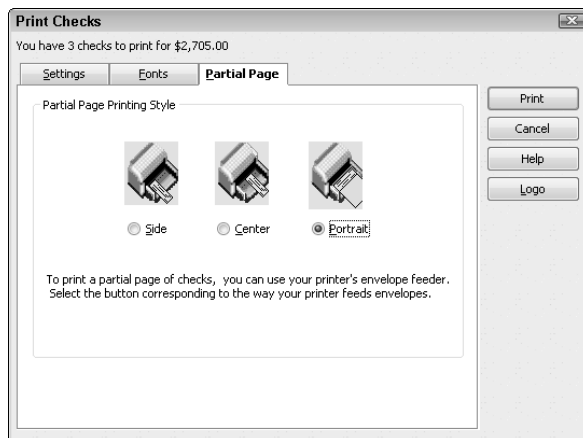 Print Checks
You have 3 checks to print for $2,705.00
Settings
Fonts
Partial Page
Print
Cancel
Help
Logo
Partial Page Printing Style
Side
Center
Portrait
To print a partial page of checks, you can use your printer's envelope feeder.
Select the button corresponding to the way your printer feeds envelopes.